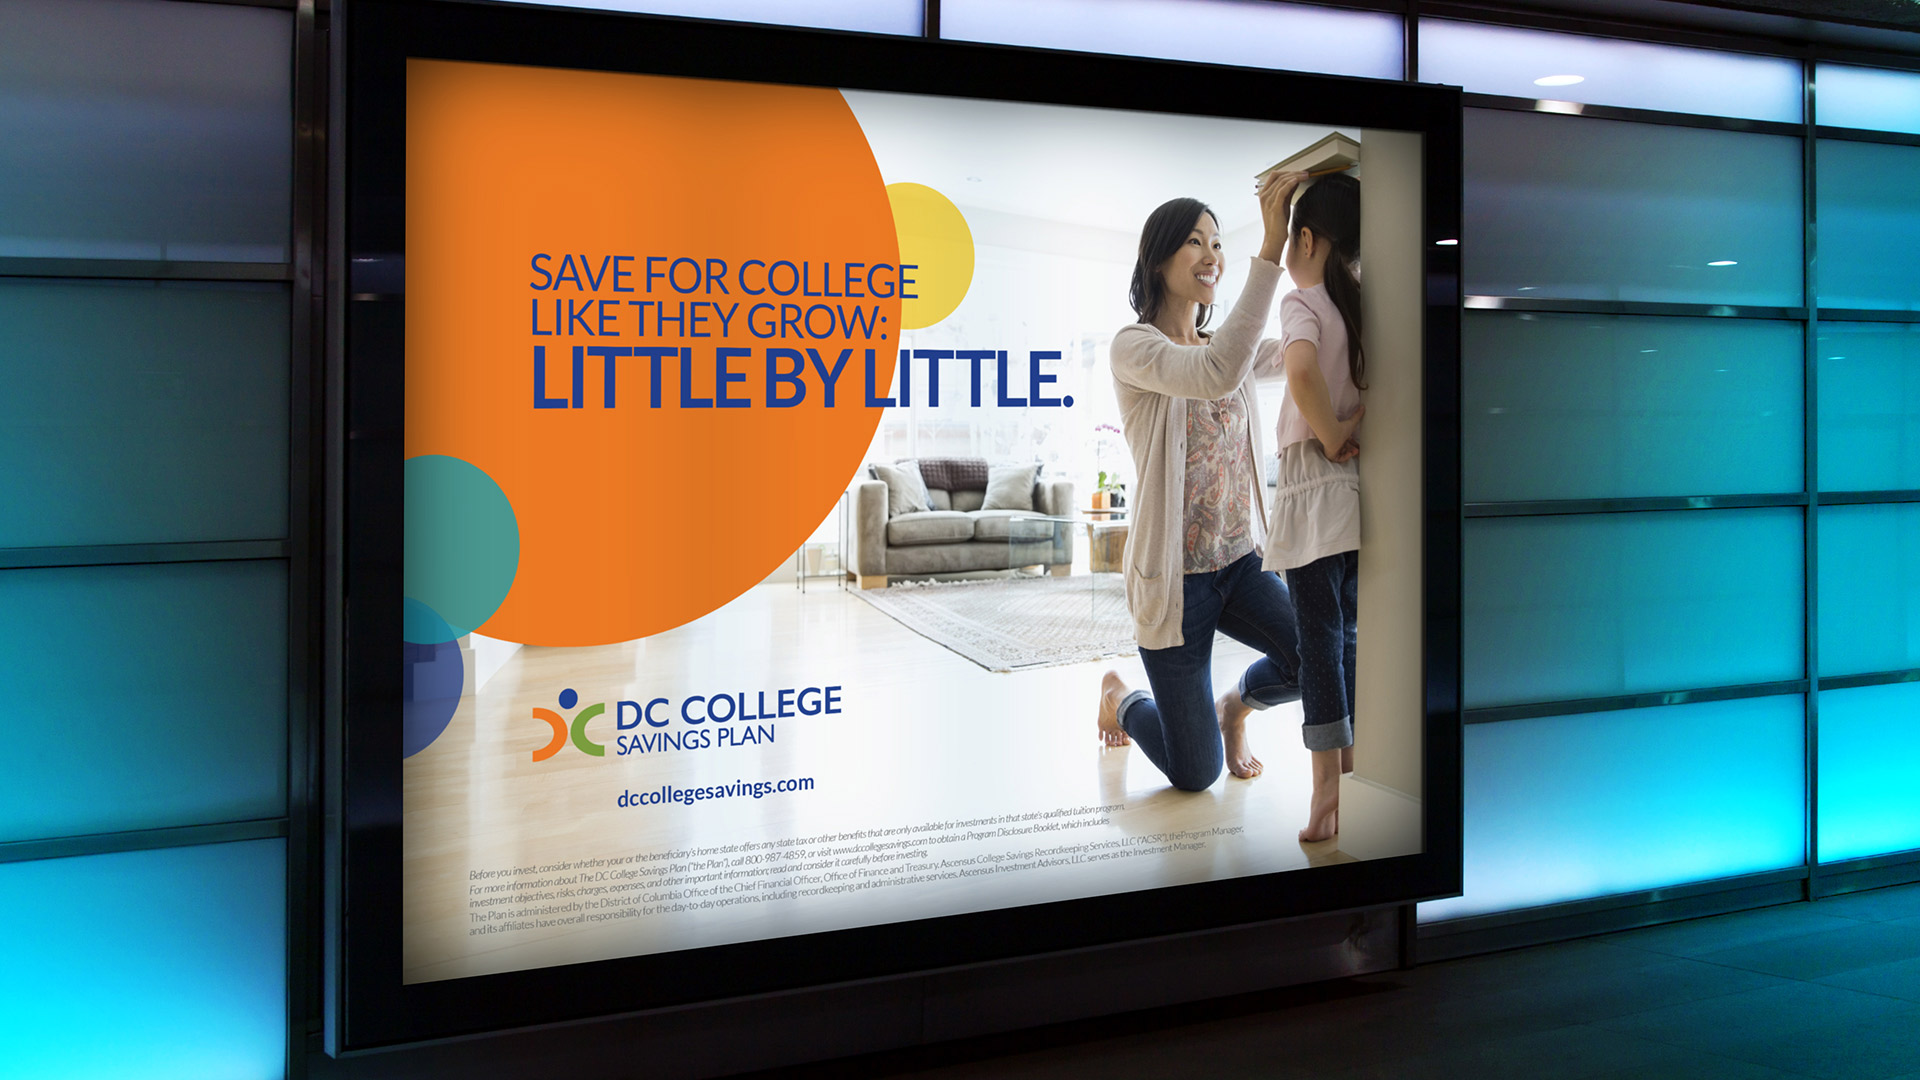 SAVE FOR COLLEGE
LIKE THEY GROW:
LITTLE BY LITTLE.
DC COLLEGE
SAVINGS PLAN
dccollegesavings.com
Before you invest, consider whether your or the beneficiary's home state offers any state tax or other benefits that are only available for investments in that state's qualified tuition program.
For more information about The DC College Savings Plan ("the Plan"), call 800-987-4859, or visit www.dccollegesavings.com to obtain a Program Disclosure Booklet, which includes
investment objectives, risks, charges, expenses, and other important information; read and consider it carefully before investing.
The Plan is administered by the District of Columbia Office of the Chief Financial Officer, Office of Finance and Treasury. Ascensus College Savings Recordkeeping Services, LLC ("ACSR"), the Program Manager,
and its affiliates have overall responsibility for the day-to-day operations, including recordkeeping and administrative services. Ascensus Investment Advisors, LLC serves as the Investment Manager.